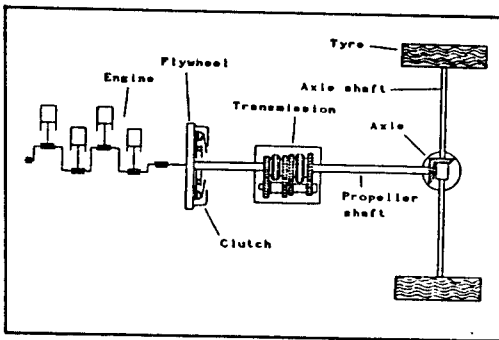 Tyre
Flywheel
Engine
Axle shaft
Transmission
Axle
Propeller
shaft
Clutch